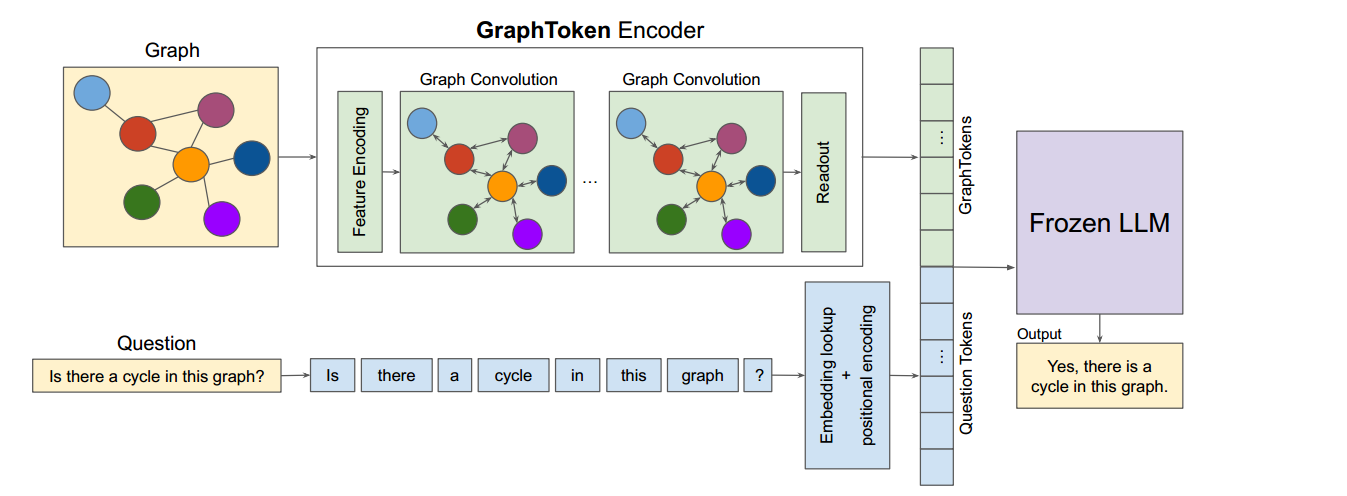 GraphToken Encoder
Graph
Graph Convolution
Graph Convolution
Feature Encoding
...
Readout
...
GraphTokens
Frozen LLM
Question
Is there a cycle in this graph?
Is
there
a
cycle
in
this
graph
?
Embedding lookup
+
positional encoding
...
Question Tokens
Output
Yes, there is a
cycle in this graph.